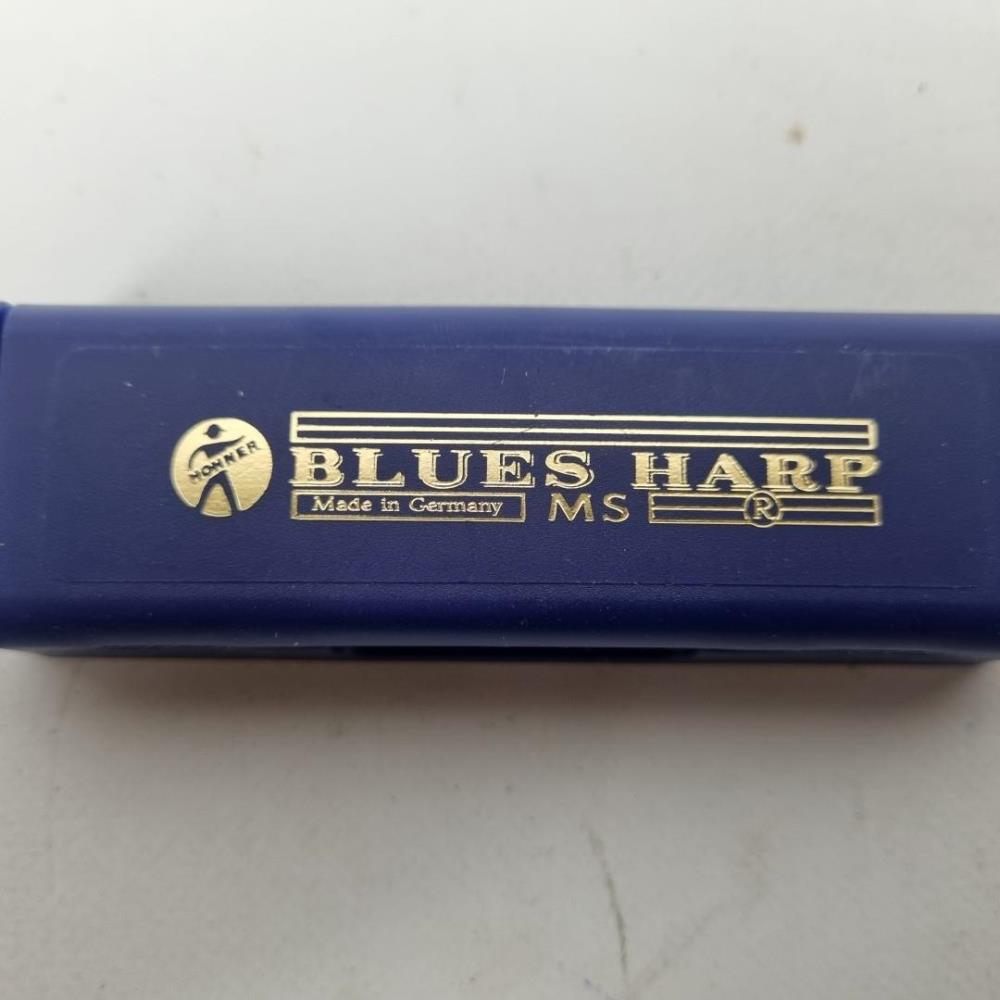 HOHNER
BLUES HARP
Made in Germany MS ®